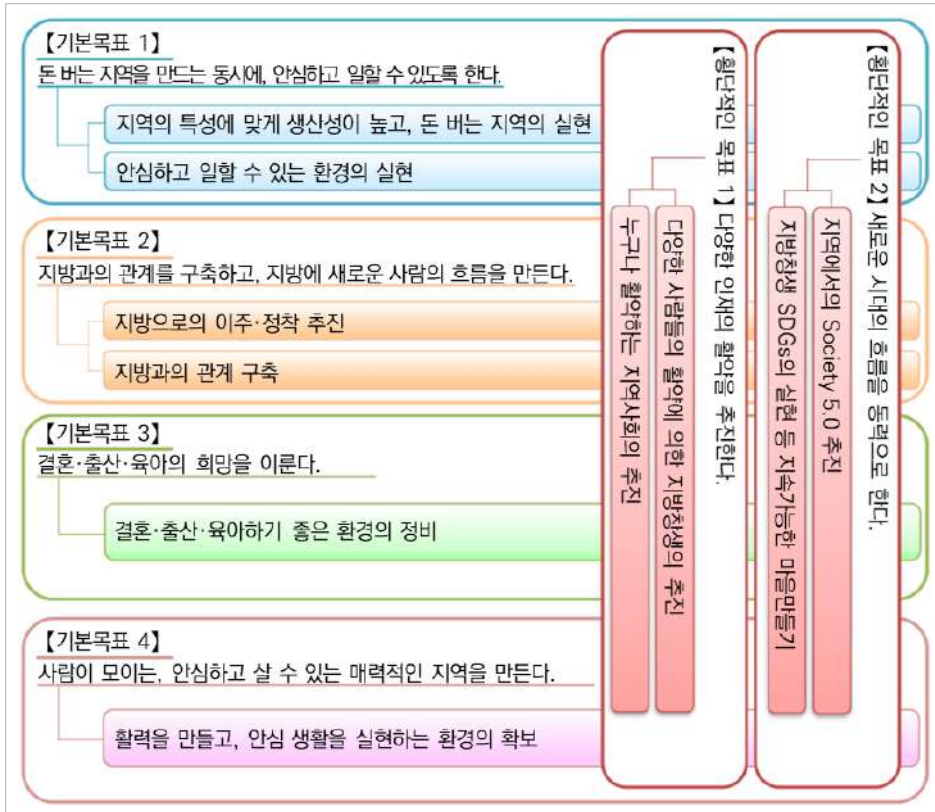 【기본목표 1】
돈 버는 지역을 만드는 동시에, 안심하고 일할 수 있도록 한다.
지역의 특성에 맞게 생산성이 높고, 돈 버는 지역의 실현
안심하고 일할 수 있는 환경의 실현
【기본목표 2】
지방과의 관계를 구축하고, 지방에 새로운 사람의 흐름을 만든다.
지방으로의 이주·정착 추진
지방과의 관계 구축
【기본목표 3】
결혼·출산·육아의 희망을 이룬다.
결혼·출산·육아하기 좋은 환경의 정비
【기본목표 4】
사람이 모이는, 안심하고 살 수 있는 매력적인 지역을 만든다.
활력을 만들고, 안심 생활을 실현하는 환경의 확보
【횡단적인 목표 1】다양한 인재의 활약을 추진한다.
다양한 사람들의 활약에 의한 지방창생의 추진
누구나 활약하는 지역사회의 추진
【횡단적인 목표 2】새로운 시대의 흐름을 동력으로 한다.
지역에서의 Society 5.0 추진
지방창생 SDGs의 실현 등 지속가능한 마을만들기